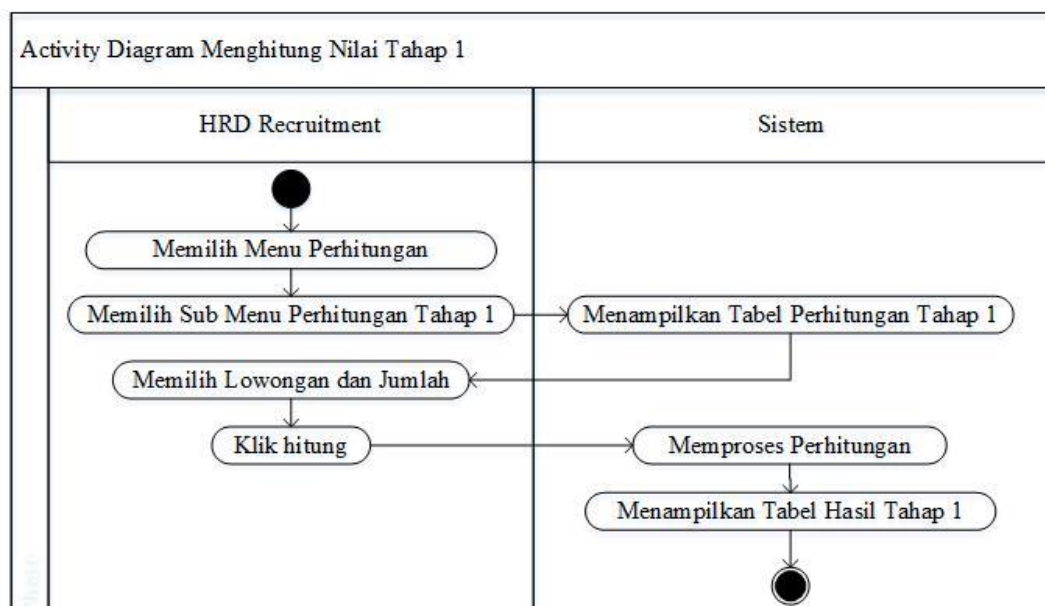 Activity Diagram Menghitung Nilai Tahap 1
HRD Recruitment
Sistem
Memilih Menu Perhitungan
Memilih Sub Menu Perhitungan Tahap 1
Menampilkan Tabel Perhitungan Tahap 1
Memilih Lowongan dan Jumlah
Klik hitung
Memproses Perhitungan
Menampilkan Tabel Hasil Tahap 1
Phase